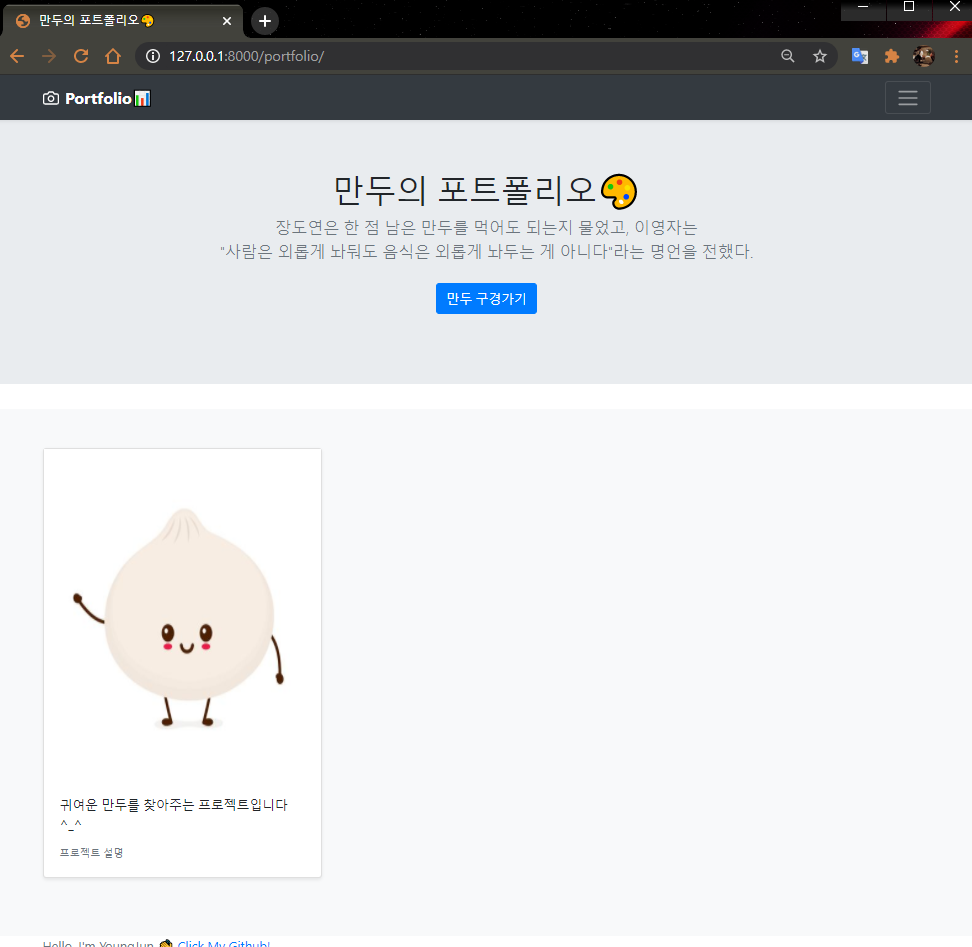 만두의 포트폴리오🎨
127.0.0.1:8000/portfolio/
Portfolio📊
만두의 포트폴리오🎨
장도연은 한 점 남은 만두를 먹어도 되는지 물었고, 이영자는
"사람은 외롭게 놔둬도 음식은 외롭게 놔두는 게 아니다"라는 명언을 전했다.
만두 구경가기
귀여운 만두를 찾아주는 프로젝트입니다
^_^
프로젝트 설명
Hello, I'm YoungJun Click My Github!